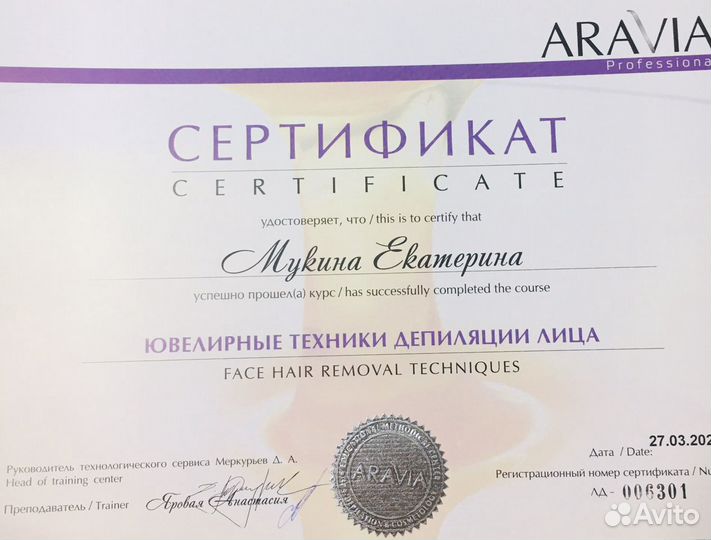 ARAVIA
Professional
СЕРТИФИКАТ
CERTIFICATE
удостоверяет, что / this is to certify that
Мукина Екатерина
успешно прошел(а) курс / has successfully completed the course
ЮВЕЛИРНЫЕ ТЕХНИКИ ДЕПИЛЯЦИИ ЛИЦА
FACE HAIR REMOVAL TECHNIQUES
27.03.202
Дата / Date:
Руководитель технологического сервиса Меркурьев Д. А.
Head of training center
Регистрационный номер сертификата / Nu
ЛД- 006301
Преподаватель / Trainer Яровая Анастасия
ARAVIA
Avito